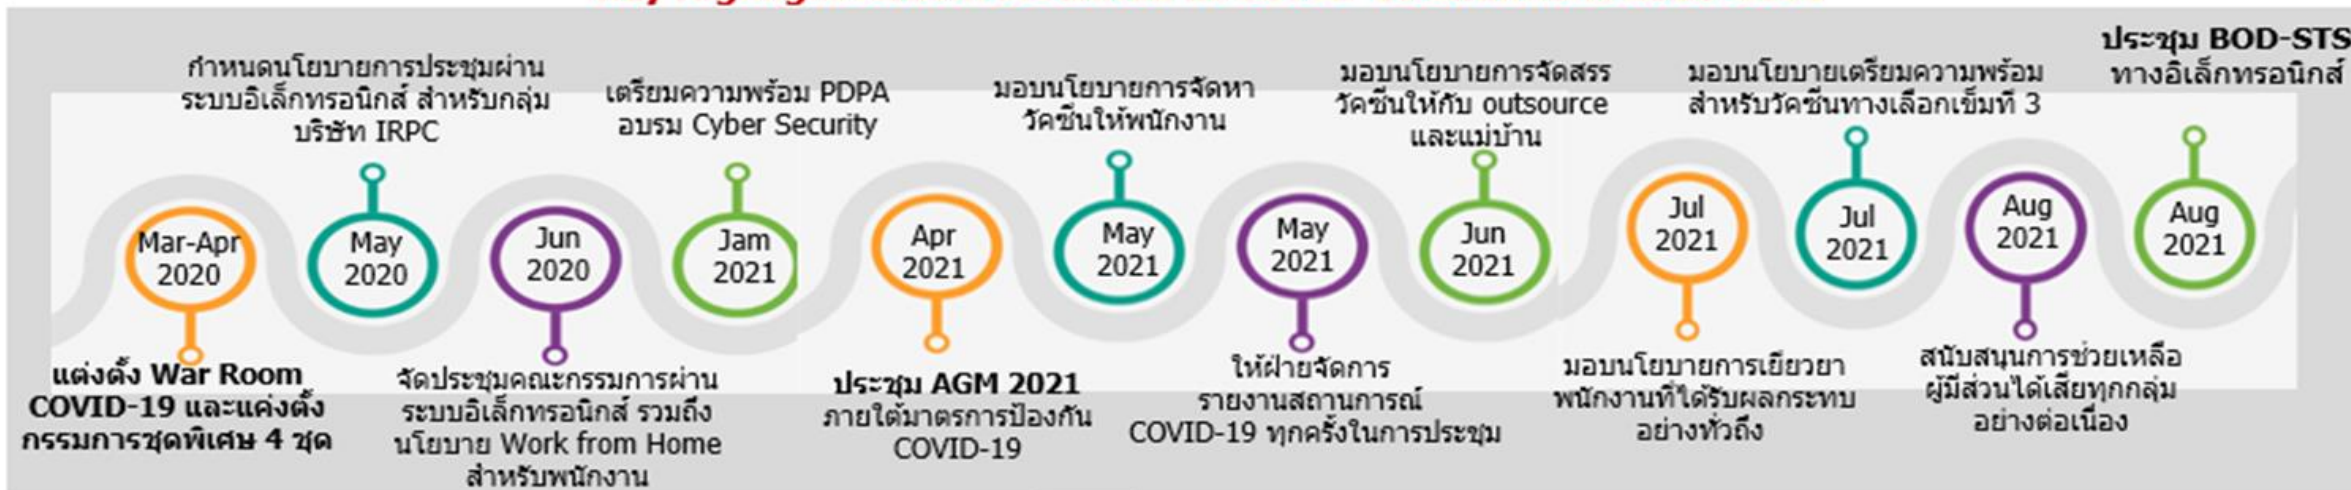 กำหนดนโยบายการประชุมผ่าน
ระบบอิเล็กทรอนิกส์ สำหรับกลุ่ม
บริษัท IRPC
เตรียมความพร้อม PDPA
อบรม Cyber Security
มอบนโยบายการจัดหา
วัคซีนให้พนักงาน
มอบนโยบายการจัดสรร
วัคซีนให้กับ outsource
และแม่บ้าน
มอบนโยบายเตรียมความพร้อม
สำหรับวัคซีนทางเลือกเข็มที่ 3
ประชุม BOD-STS
ทางอิเล็กทรอนิกส์
Mar-Apr
2020
May
2020
Jun
2020
Jam
2021
Apr
2021
May
2021
May
2021
Jun
2021
Jul
2021
Jul
2021
Aug
2021
Aug
2021
แต่งตั้ง War Room
COVID-19 และแค่งตั้ง
กรรมการชุดพิเศษ 4 ชุด
จัดประชุมคณะกรรมการผ่าน
ระบบอิเล็กทรอนิกส์ รวมถึง
นโยบาย Work from Home
สำหรับพนักงาน
ประชุม AGM 2021
ภายใต้มาตรการป้องกัน
COVID-19
ให้ฝ่ายจัดการ
รายงานสถานการณ์
COVID-19 ทุกครั้งในการประชุม
มอบนโยบายการเยียวยา
พนักงานที่ได้รับผลกระทบ
อย่างทั่วถึง
สนับสนุนการช่วยเหลือ
ผู้มีส่วนได้เสียทุกกลุ่ม
อย่างต่อเนื่อง